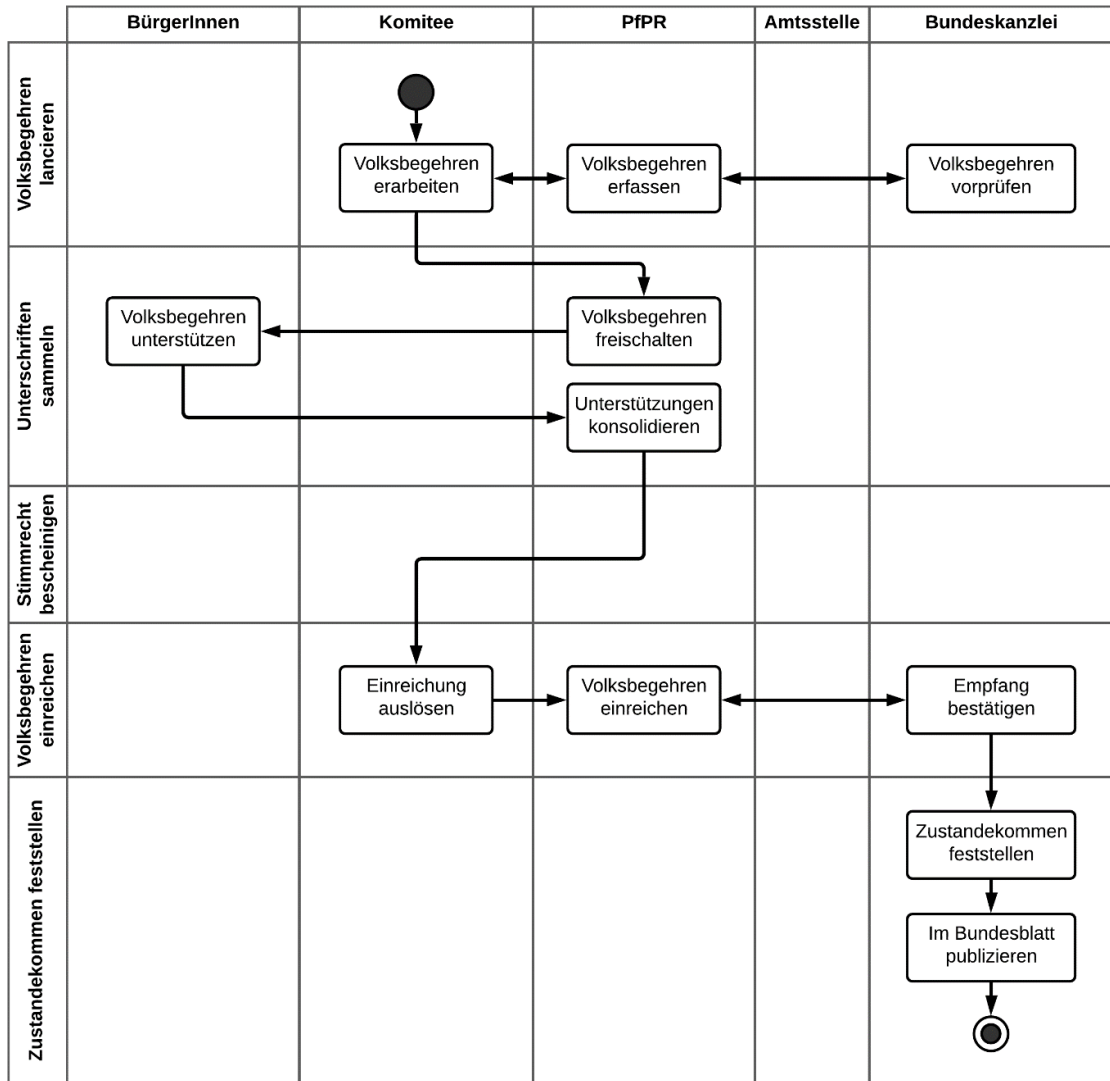 BürgerInnen
Komitee
PfPR
Amtsstelle
Bundeskanzlei
Volksbegehren
lancieren
Volksbegehren
erarbeiten
Volksbegehren
erfassen
Volksbegehren
vorprüfen
Unterschriften
sammeln
Volksbegehren
unterstützen
Volksbegehren
freischalten
Unterstützungen
konsolidieren
Stimmrecht
bescheinigen
Volksbegehren
einreichen
Einreichung
auslösen
Volksbegehren
einreichen
Empfang
bestätigen
Zustandekommen feststellen
Zustandekommen
feststellen
Im Bundesblatt
publizieren